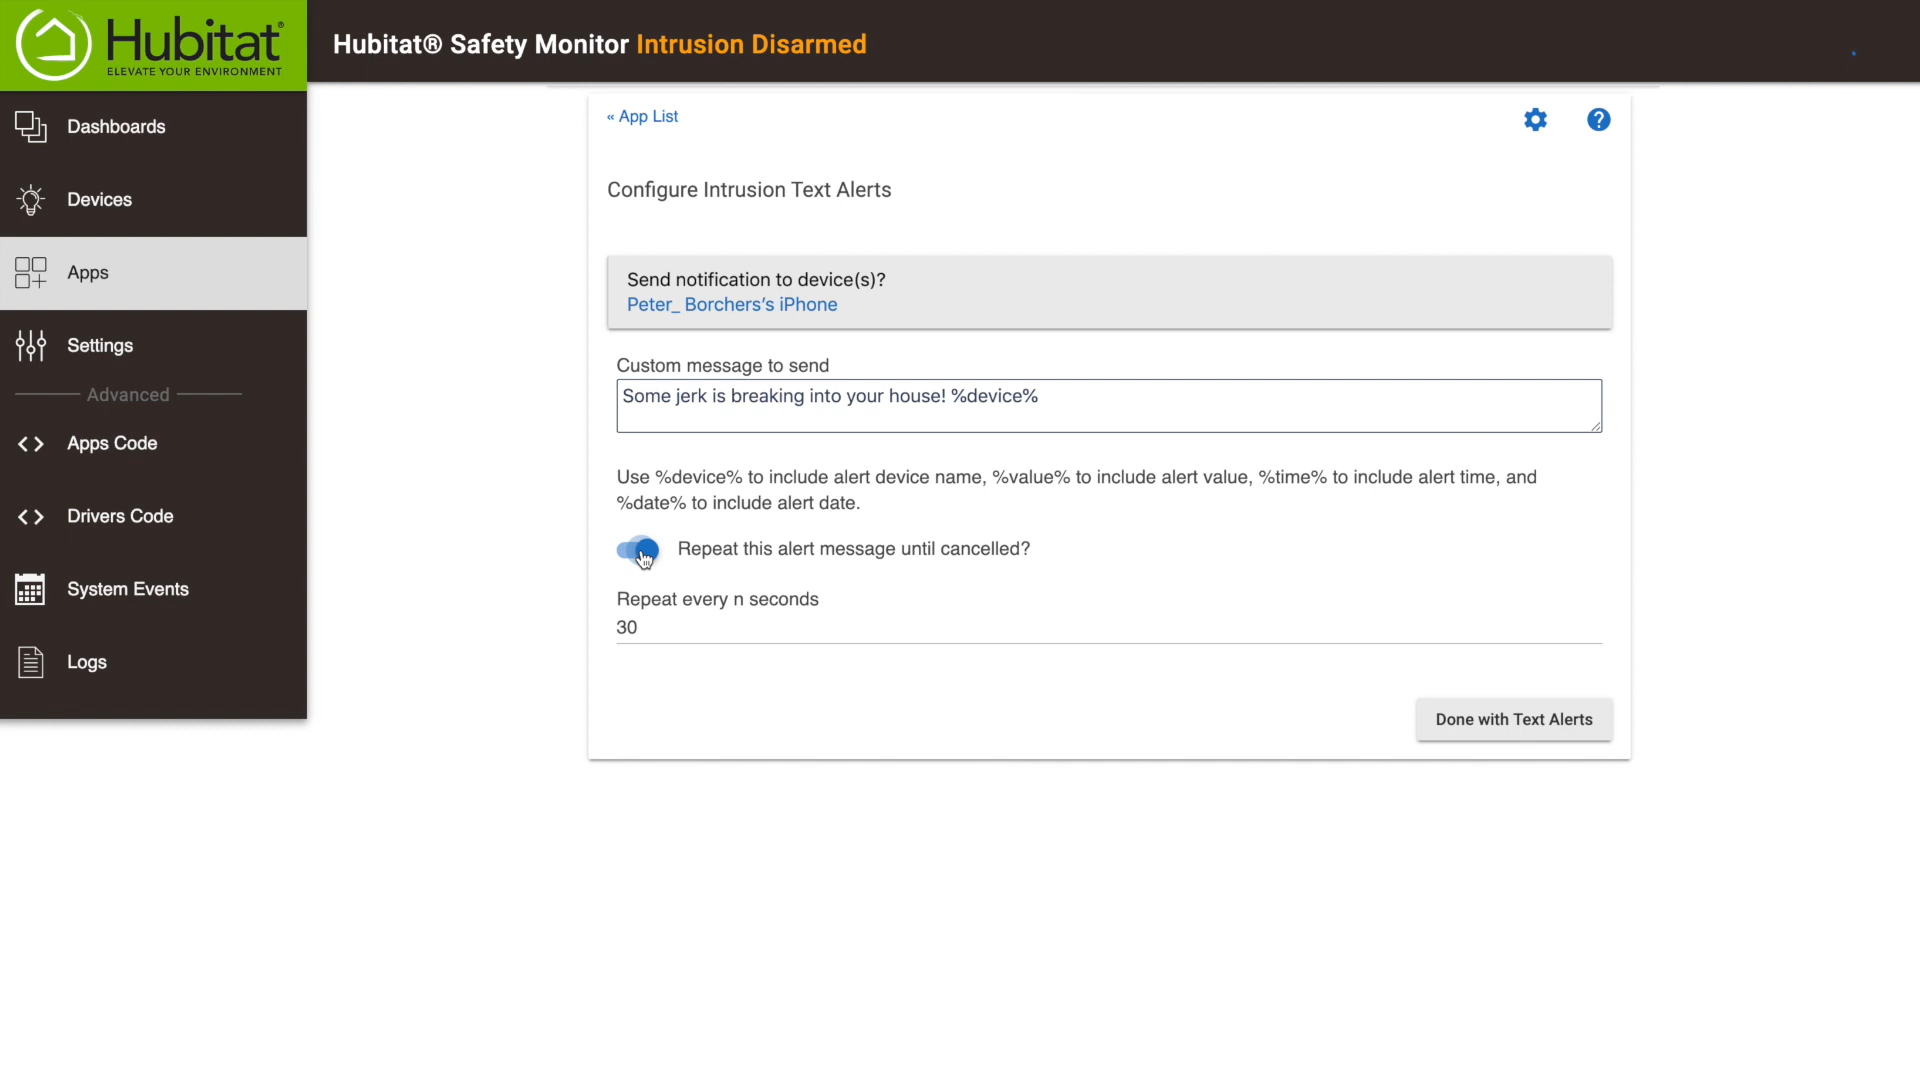 Hubitat®
ELEVATE YOUR ENVIRONMENT
Hubitat® Safety Monitor Intrusion Disarmed
Dashboards
Devices
Apps
Settings
Advanced
Apps Code
Drivers Code
System Events
Logs
« App List
?
Configure Intrusion Text Alerts
Send notification to device(s)?
Peter_ Borchers's iPhone
Custom message to send
Some jerk is breaking into your house! %device%
Use %device% to include alert device name, %value% to include alert value, %time% to include alert time, and
%date% to include alert date.
Repeat this alert message until cancelled?
Repeat every n seconds
30
Done with Text Alerts